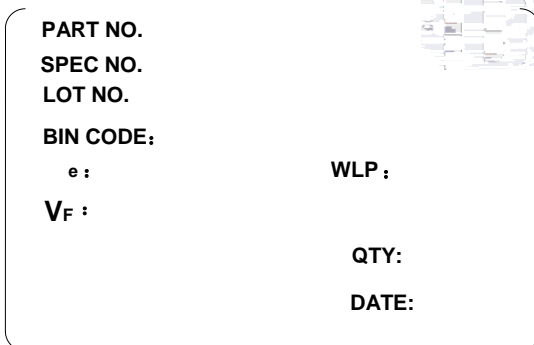 PART NO.
SPEC NO.
LOT NO.
BIN CODE：
e： WLP：
VF：
QTY:
DATE: